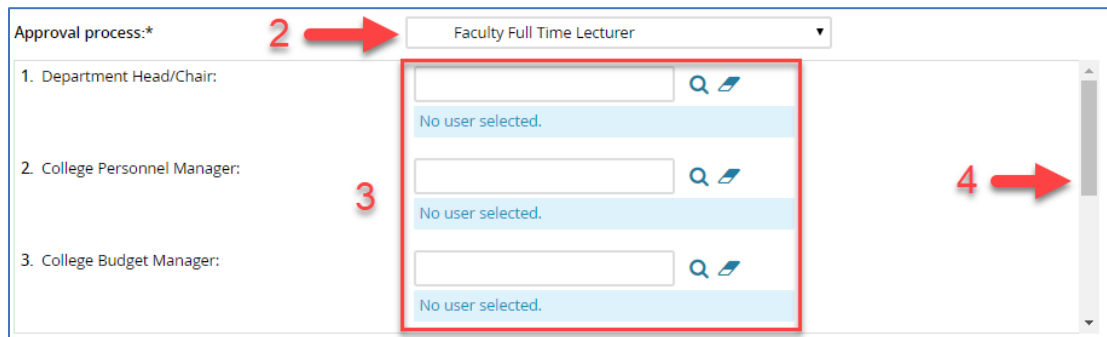 Approval process:* 2 Faculty Full Time Lecturer
1. Department Head/Chair:
No user selected.
2. College Personnel Manager:
3 4
No user selected.
3. College Budget Manager:
No user selected.